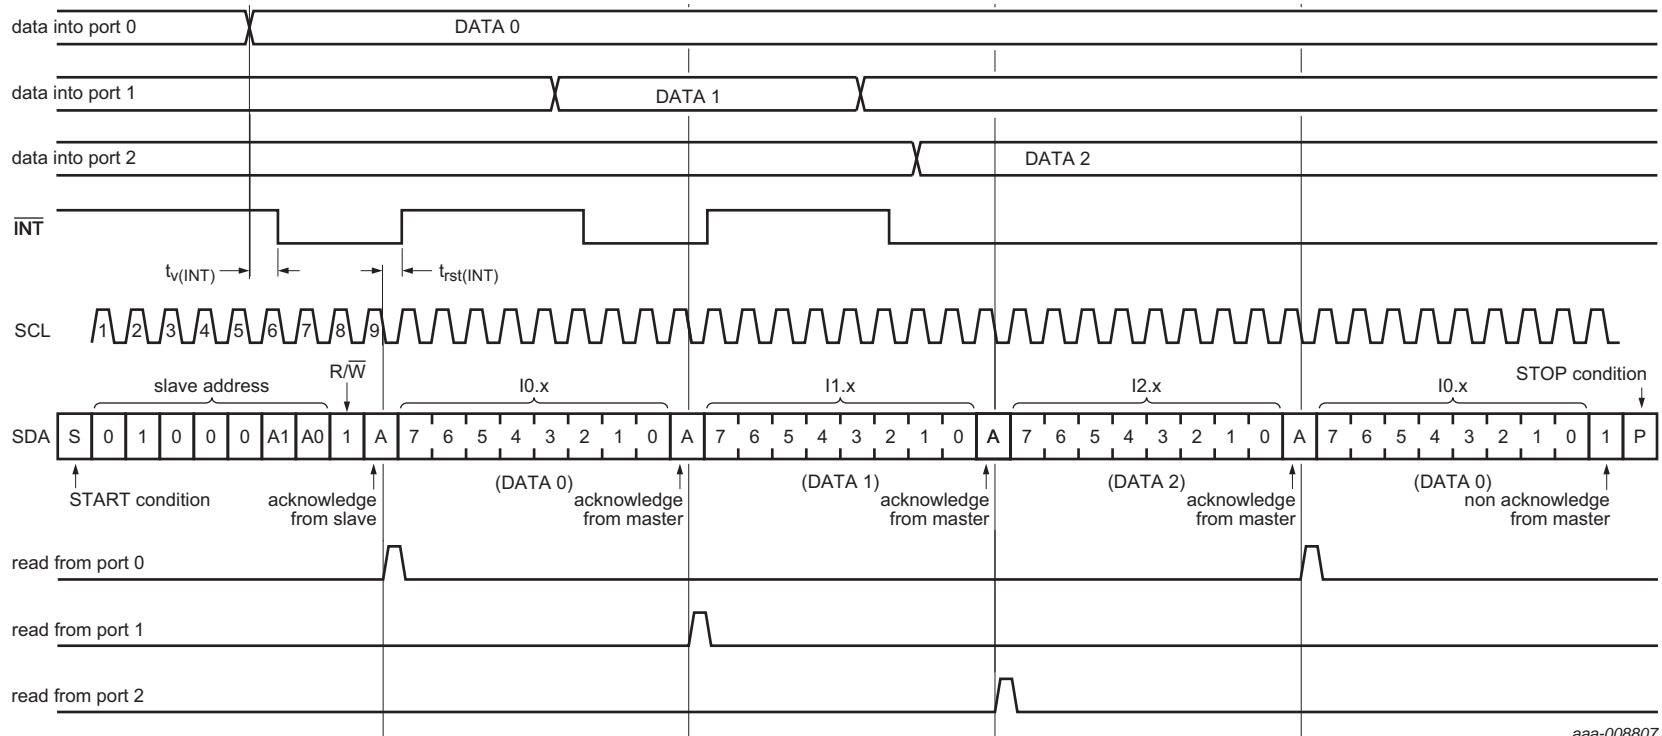 data into port 0 DATA 0
data into port 1 DATA 1
data into port 2 DATA 2
INT
tv(INT) trst(INT)
SCL 1 2 3 4 5 6 7 8 9
R/W
slave address I0.x I1.x I2.x I0.x STOP condition
SDA S 0 1 0 0 0 A1 A0 1 A 7 6 5 4 3 2 1 0 A 7 6 5 4 3 2 1 0 A 7 6 5 4 3 2 1 0 A 7 6 5 4 3 2 1 0 1 P
(DATA 0) (DATA 1) (DATA 2) (DATA 0)
START condition acknowledge acknowledge acknowledge acknowledge non acknowledge
from slave from master from master from master from master
read from port 0
read from port 1
read from port 2
aaa-008807